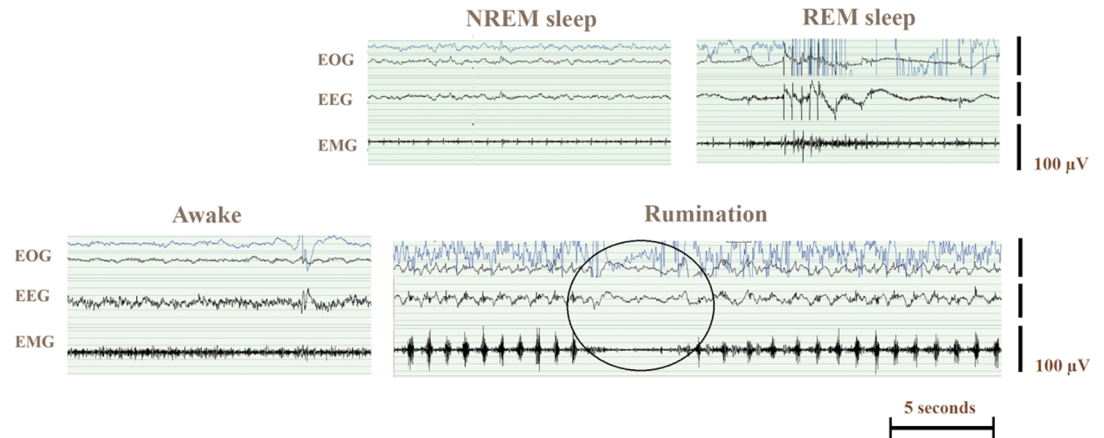 NREM sleep
REM sleep
EOG
EEG
EMG
100 µV
Awake
Rumination
EOG
EEG
EMG
100 µV
5 seconds